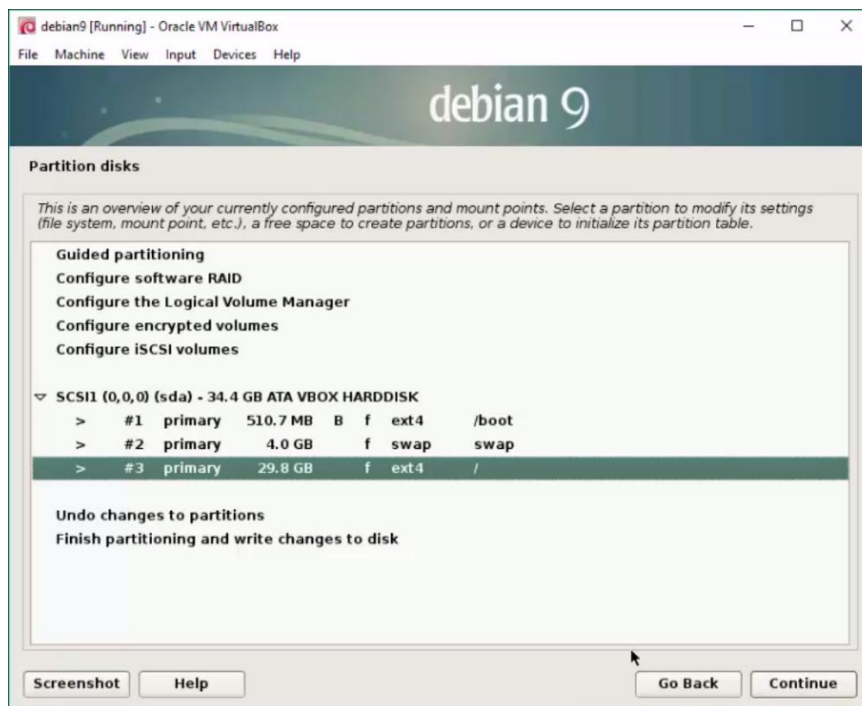 debian9 [Running] - Oracle VM VirtualBox
File Machine View Input Devices Help
debian 9
Partition disks
This is an overview of your currently configured partitions and mount points. Select a partition to modify its settings
(file system, mount point, etc.), a free space to create partitions, or a device to initialize its partition table.
Guided partitioning
Configure software RAID
Configure the Logical Volume Manager
Configure encrypted volumes
Configure iSCSI volumes
SCSI1 (0,0,0) (sda) - 34.4 GB ATA VBOX HARDDISK
> #1 primary 510.7 MB B f ext4 /boot
> #2 primary 4.0 GB f swap swap
> #3 primary 29.8 GB f ext4 /
Undo changes to partitions
Finish partitioning and write changes to disk
Screenshot Help Go Back Continue